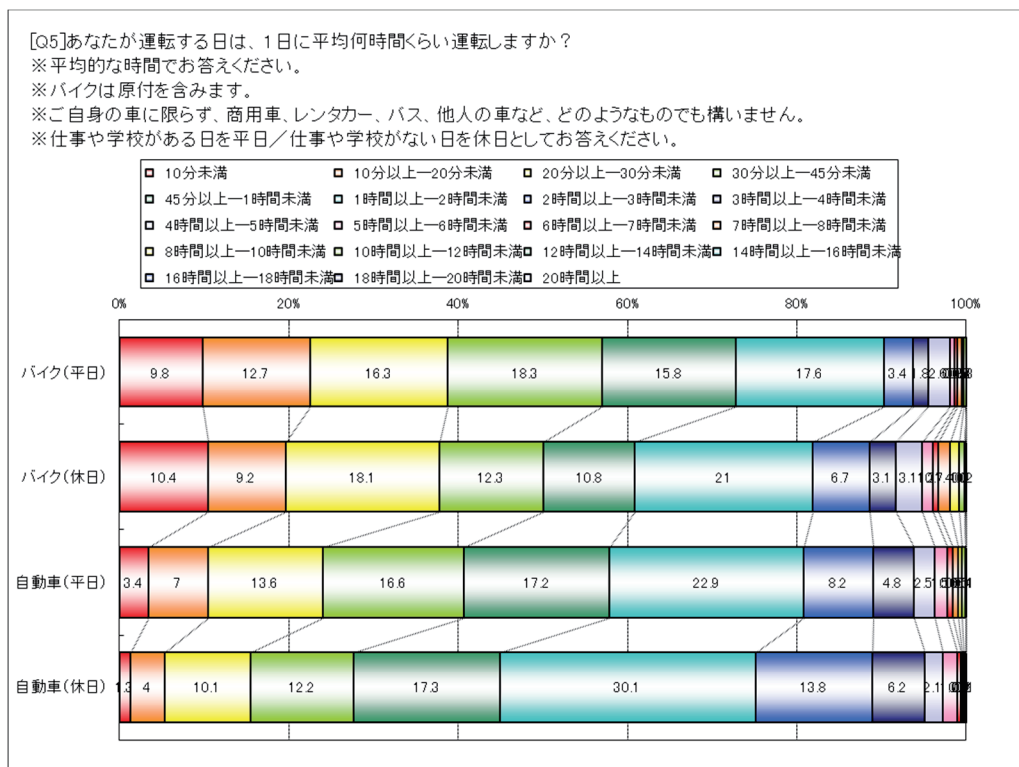 [Q5]あなたが運転する日は、1日に平均何時間くらい運転しますか？
※平均的な時間でお答えください。
※バイクは原付を含みます。
※ご自身の車に限らず、商用車、レンタカー、バス、他人の車など、どのようなものでも構いません。
※仕事や学校がある日を平日／仕事や学校がない日を休日としてお答えください。
10分未満 10分以上―20分未満 20分以上―30分未満 30分以上―45分未満
45分以上―1時間未満 1時間以上―2時間未満 2時間以上―3時間未満 3時間以上―4時間未満
4時間以上―5時間未満 5時間以上―6時間未満 6時間以上―7時間未満 7時間以上―8時間未満
8時間以上―10時間未満 10時間以上―12時間未満 12時間以上―14時間未満 14時間以上―16時間未満
16時間以上―18時間未満 18時間以上―20時間未満 20時間以上
0% 20% 40% 60% 80% 100%
バイク(平日) 9.8 12.7 16.3 18.3 15.8 17.6 3.4 1.8 2.6
バイク(休日) 10.4 9.2 18.1 12.3 10.8 21 6.7 3.1 3.1
自動車(平日) 3.4 7 13.6 16.6 17.2 22.9 8.2 4.8 2.5
自動車(休日) 1.3 4 10.1 12.2 17.3 30.1 13.8 6.2 2.1